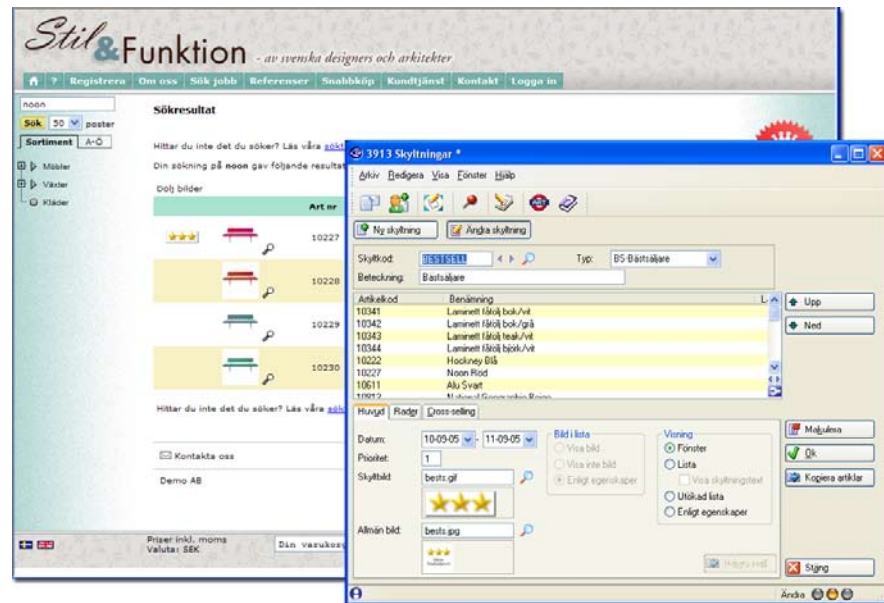 Stil & Funktion - av svenska designers och arkitekter
? Registrera Om oss Sök jobb Referenser Snabbköp Kundtjänst Kontakt Logga in
noon
Sök 50 poster
Sortiment A-Ö
Möbler
Växter
Kläder
Sökresultat
Hittar du inte det du söker? Läs våra
Din sökning på noon gav följande resultat
Dölj bilder
Art nr
10227
10228
10229
10230
Hittar du inte det du söker? Läs våra
Kontakta oss
Demo AB
Priser inkl. moms
Valuta: SEK
Din
3913 Skyltningar *
Arkiv Redigera Visa Fönster Hjälp
Ny skyltning Ändra skyltning
Skyltkod: BESTSELL Typ: BS-Bästsäljare
Beteckning: Bästsäljare
Artikelkod Benämning L
10341 Laminett fåtölj bok/vit
10342 Laminett fåtölj bok/grå
10343 Laminett fåtölj teak/vit
10344 Laminett fåtölj björk/vit
10222 Hockney Blå
10227 Noon Röd
10611 Alu Svart
Upp
Ned
Huvud Rader Cross-selling
Datum: 10-09-05 - 11-09-05
Prioritet: 1
Skyltbild: bests.gif
Allmän bild: bests.jpg
Bild i lista
Visa bild
Visa inte bild
Enligt egenskaper
Visning
Fönster
Lista
Visa skyltningstext
Utökad lista
Enligt egenskaper
Makulera
Ok
Kopiera artiklar
Stäng
Ändra